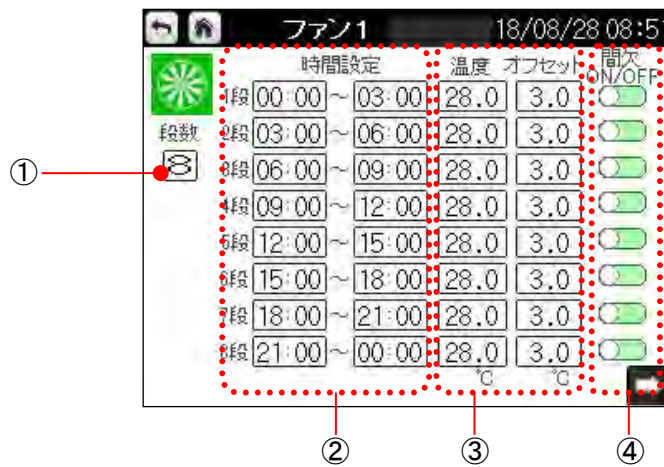 ファン1 18/08/28 08:5
時間設定 温度 オフセット 間欠
ON/OFF
1段 00:00 ～ 03:00 28.0 3.0
段数 2段 03:00 ～ 06:00 28.0 3.0
① 8 3段 06:00 ～ 09:00 28.0 3.0
4段 09:00 ～ 12:00 28.0 3.0
5段 12:00 ～ 15:00 28.0 3.0
6段 15:00 ～ 18:00 28.0 3.0
7段 18:00 ～ 21:00 28.0 3.0
8段 21:00 ～ 00:00 28.0 3.0
℃ ℃
② ③ ④